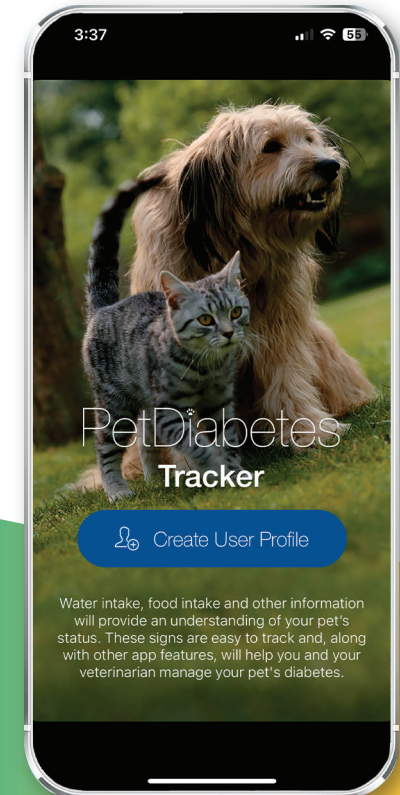 3:37
55
PetDiabetes
Tracker
Create User Profile
Water intake, food intake and other information
will provide an understanding of your pet's
status. These signs are easy to track and, along
with other app features, will help you and your
veterinarian manage your pet's diabetes.